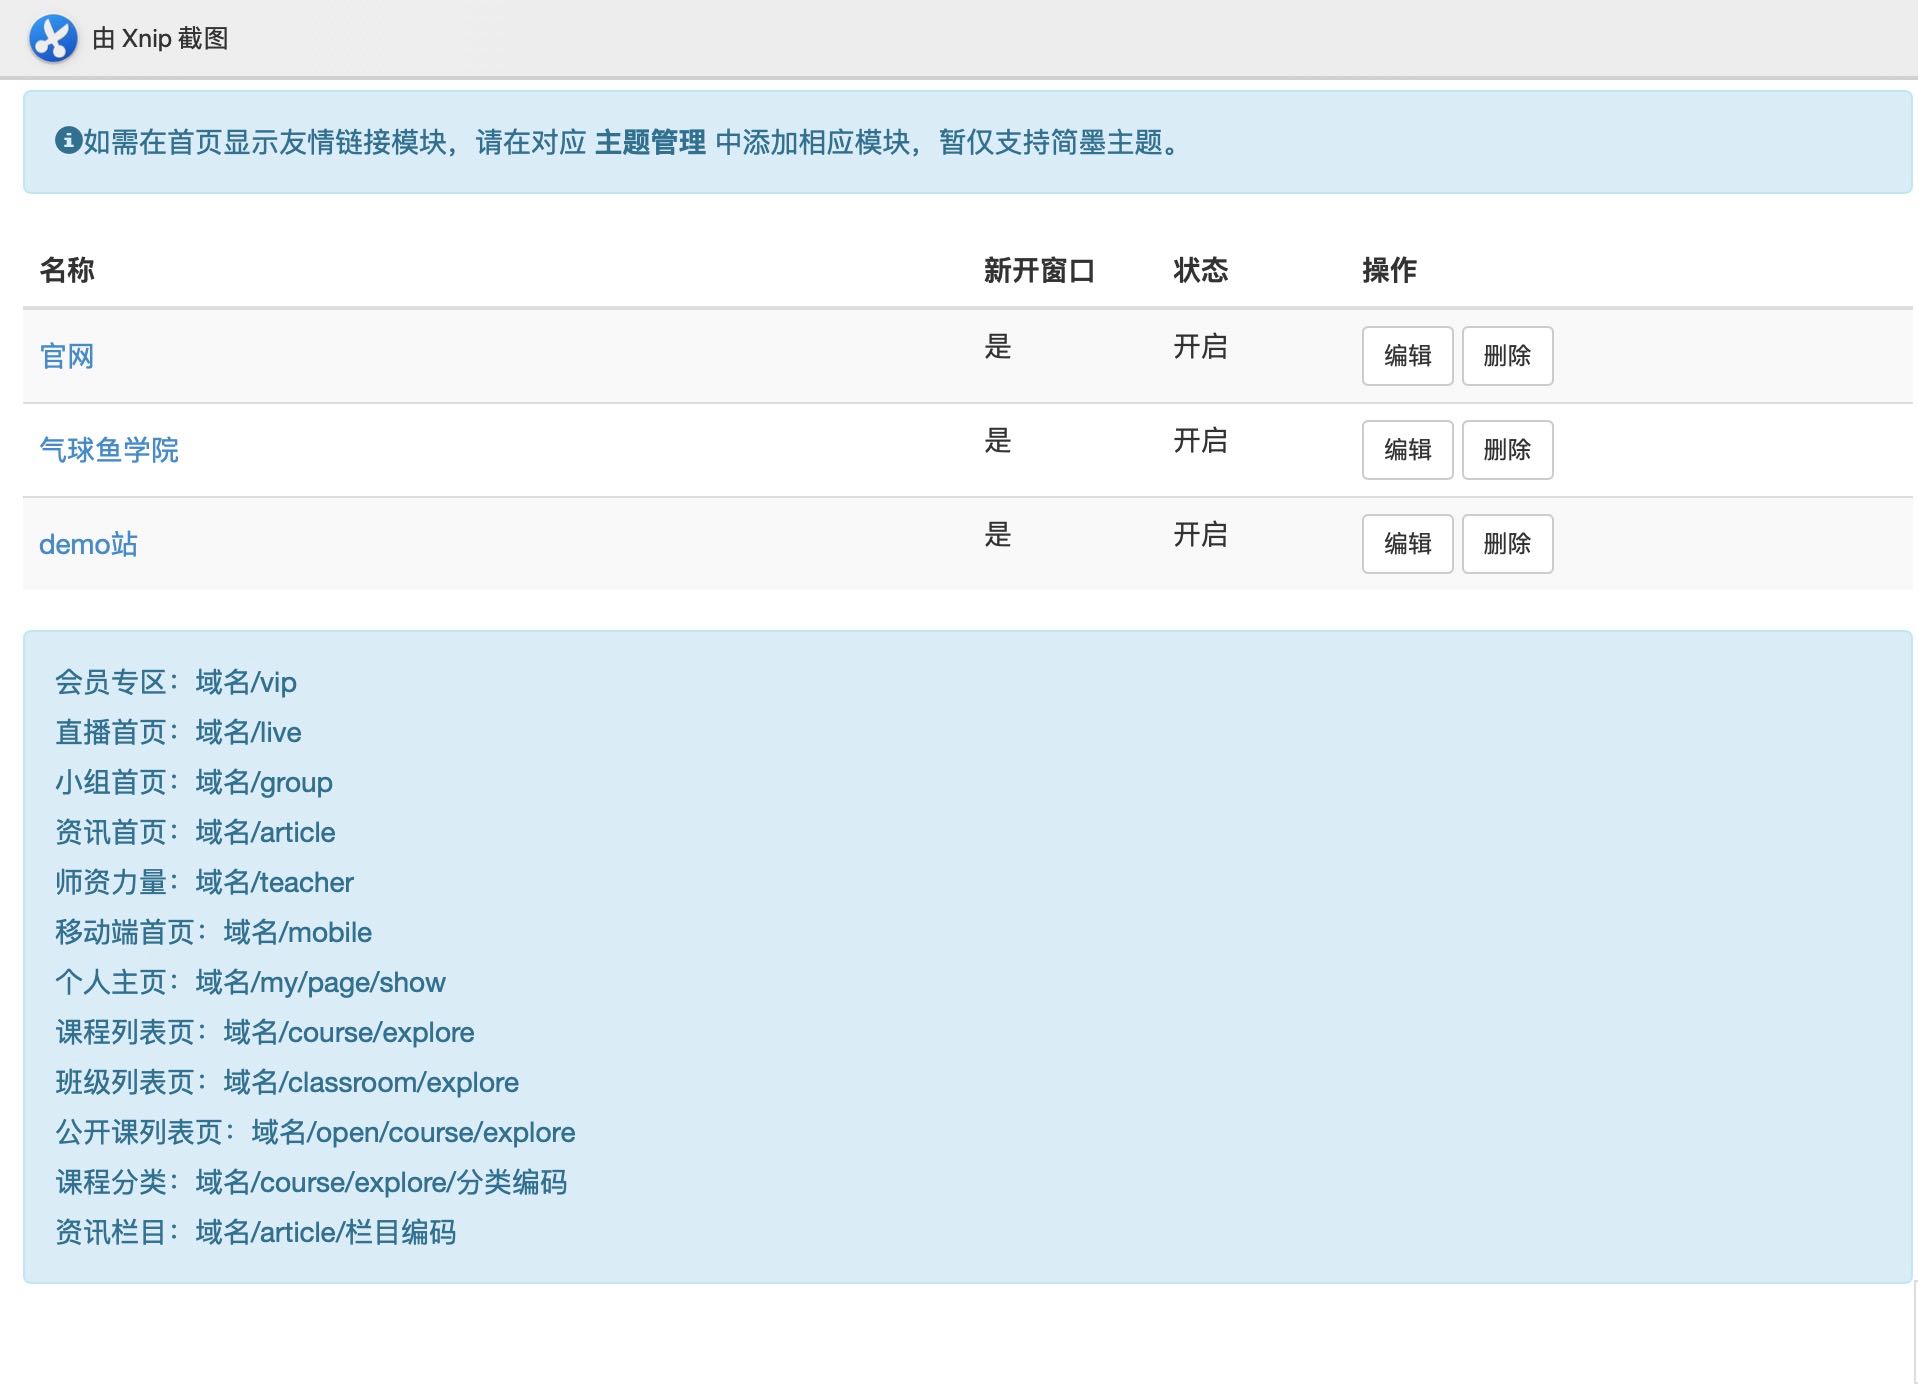 由 Xnip 截图
如需在首页显示友情链接模块，请在对应 主题管理 中添加相应模块，暂仅支持简墨主题。
名称 新开窗口 状态 操作
官网 是 开启 编辑 删除
气球鱼学院 是 开启 编辑 删除
demo站 是 开启 编辑 删除
会员专区：域名/vip
直播首页：域名/live
小组首页：域名/group
资讯首页：域名/article
师资力量：域名/teacher
移动端首页：域名/mobile
个人主页：域名/my/page/show
课程列表页：域名/course/explore
班级列表页：域名/classroom/explore
公开课列表页：域名/open/course/explore
课程分类：域名/course/explore/分类编码
资讯栏目：域名/article/栏目编码